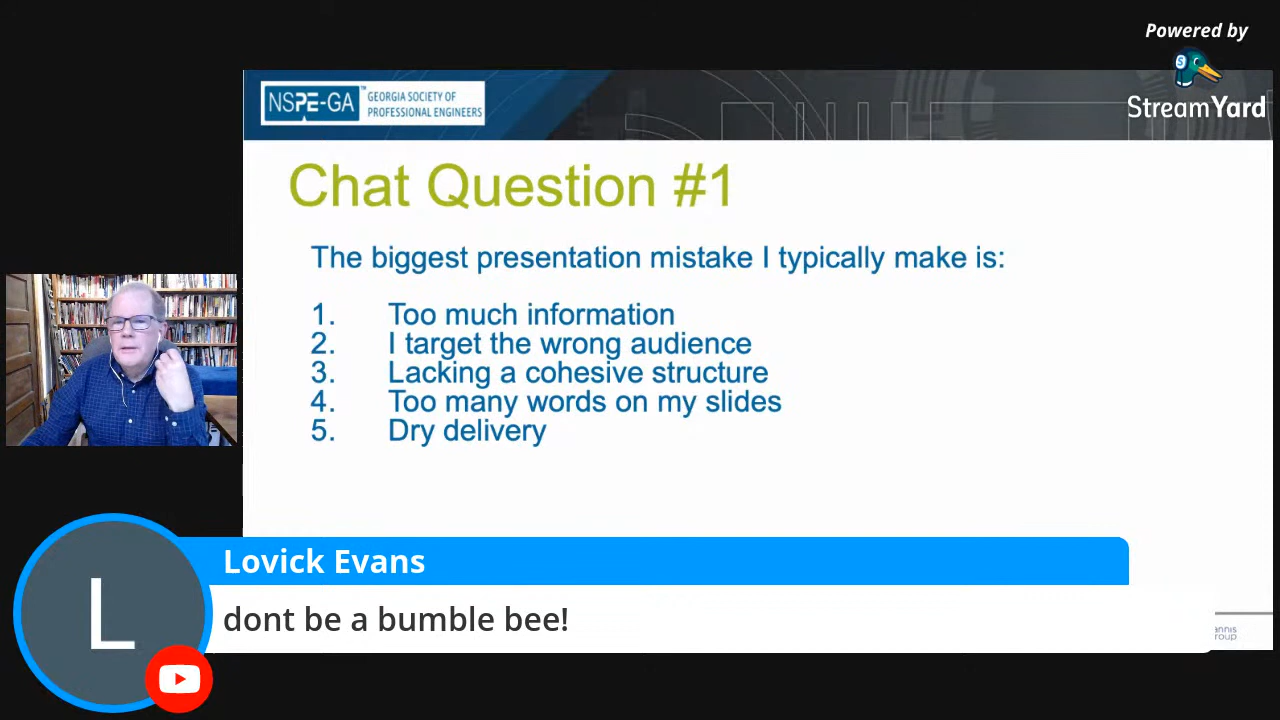 Powered by
StreamYard
NSPE-GA™
GEORGIA SOCIETY OF
PROFESSIONAL ENGINEERS
Chat Question #1
The biggest presentation mistake I typically make is:
1. Too much information
2. I target the wrong audience
3. Lacking a cohesive structure
4. Too many words on my slides
5. Dry delivery
L
Lovick Evans
dont be a bumble bee!